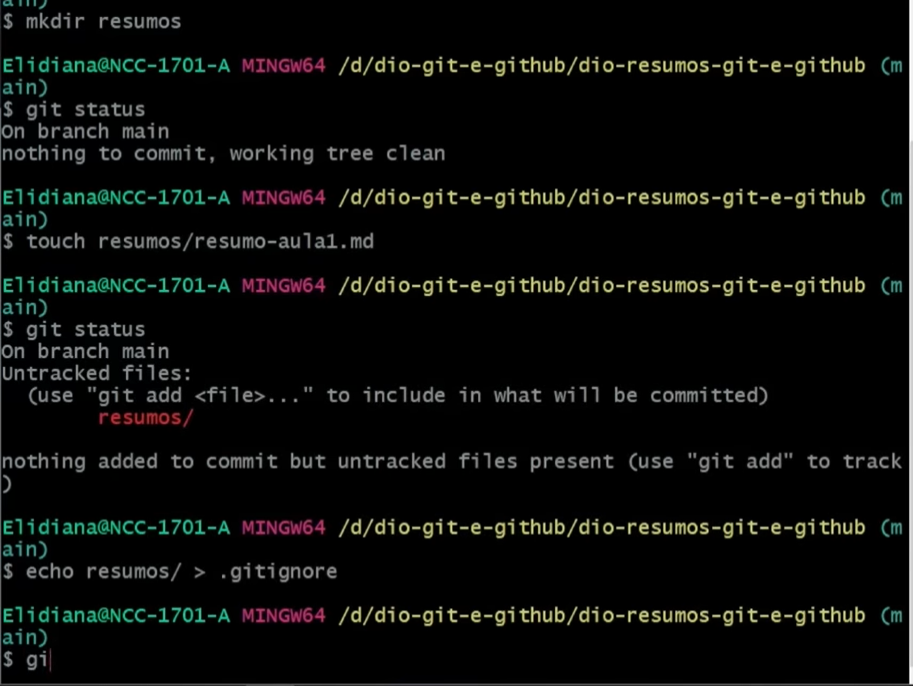 ain)
$ mkdir resumos
Elidiana@NCC-1701-A MINGW64 /d/dio-git-e-github/dio-resumos-git-e-github (m
ain)
$ git status
On branch main
nothing to commit, working tree clean
Elidiana@NCC-1701-A MINGW64 /d/dio-git-e-github/dio-resumos-git-e-github (m
ain)
$ touch resumos/resumo-aula1.md
Elidiana@NCC-1701-A MINGW64 /d/dio-git-e-github/dio-resumos-git-e-github (m
ain)
$ git status
On branch main
Untracked files:
  (use "git add <file>..." to include in what will be committed)
        resumos/
nothing added to commit but untracked files present (use "git add" to track
)
Elidiana@NCC-1701-A MINGW64 /d/dio-git-e-github/dio-resumos-git-e-github (m
ain)
$ echo resumos/ > .gitignore
Elidiana@NCC-1701-A MINGW64 /d/dio-git-e-github/dio-resumos-git-e-github (m
ain)
$ gi